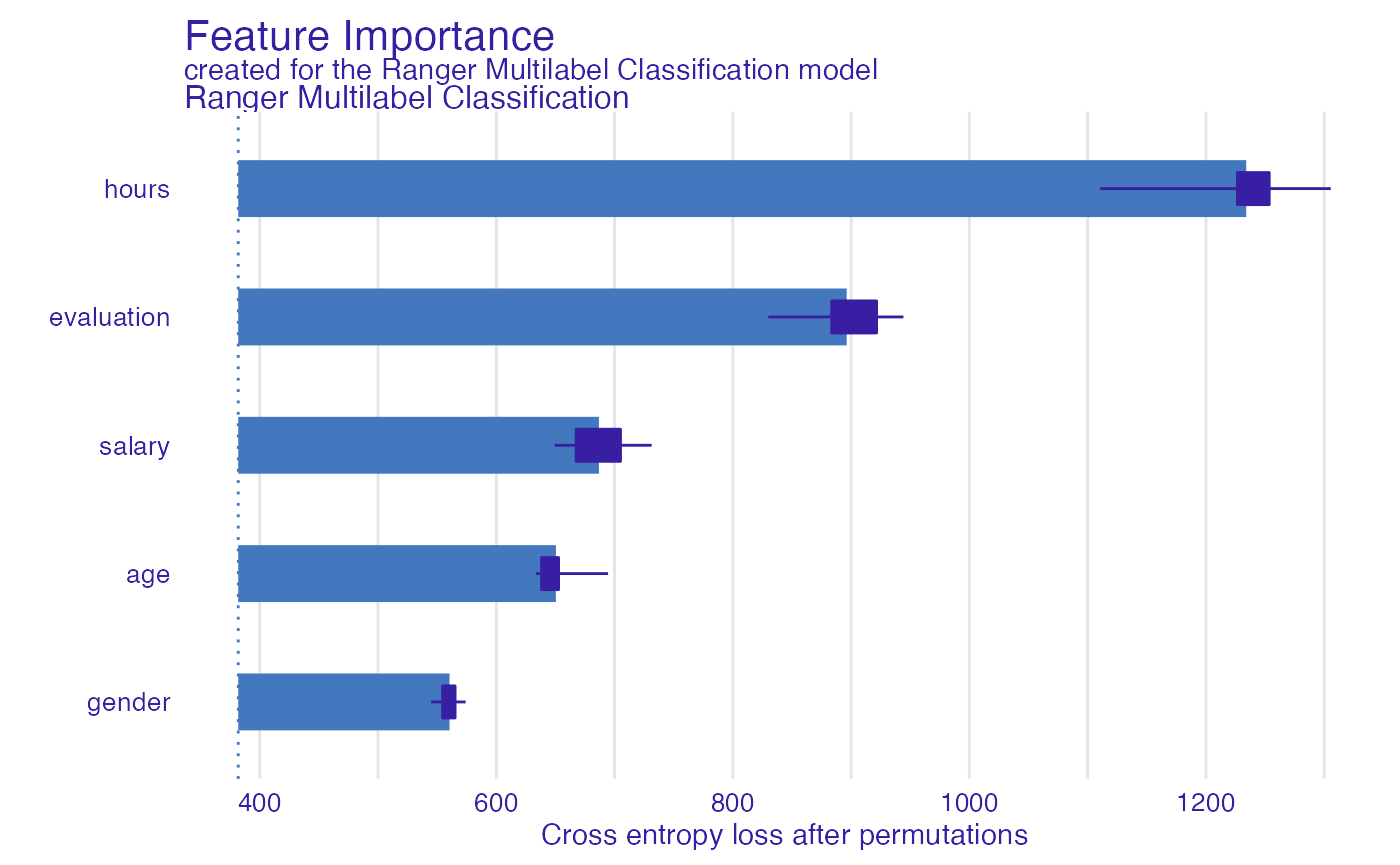 Feature Importance
created for the Ranger Multilabel Classification model
Ranger Multilabel Classification
hours
evaluation
salary
age
gender
400 600 800 1000 1200
Cross entropy loss after permutations